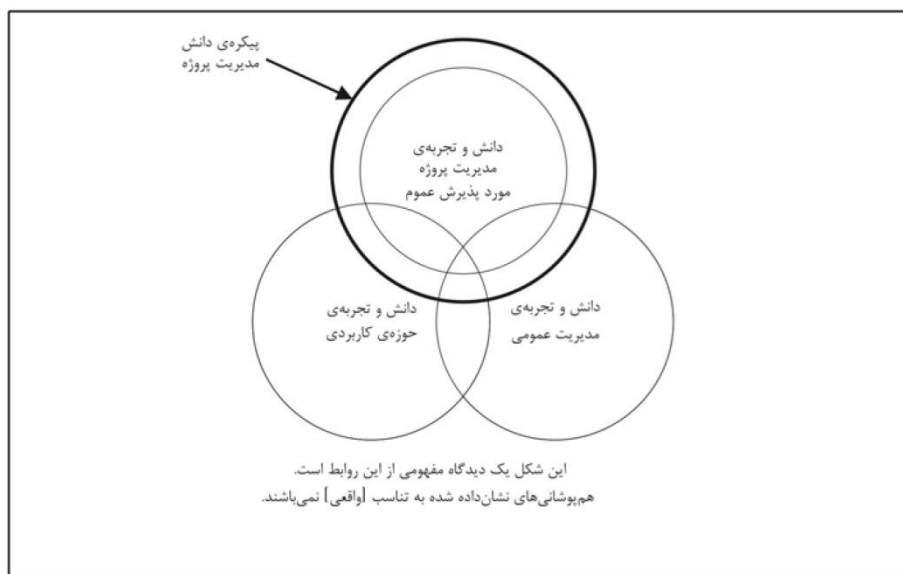 پیکره‌ی دانش
مدیریت پروژه
دانش و تجربه‌ی
مدیریت پروژه
مورد پذیرش عموم
دانش و تجربه‌ی
مدیریت عمومی
دانش و تجربه‌ی
حوزه‌ی کاربردی
این شکل یک دیدگاه مفهومی از این روابط است.
هم‌پوشانی‌های نشان‌داده شده به تناسب [واقعی] نمی‌باشند.